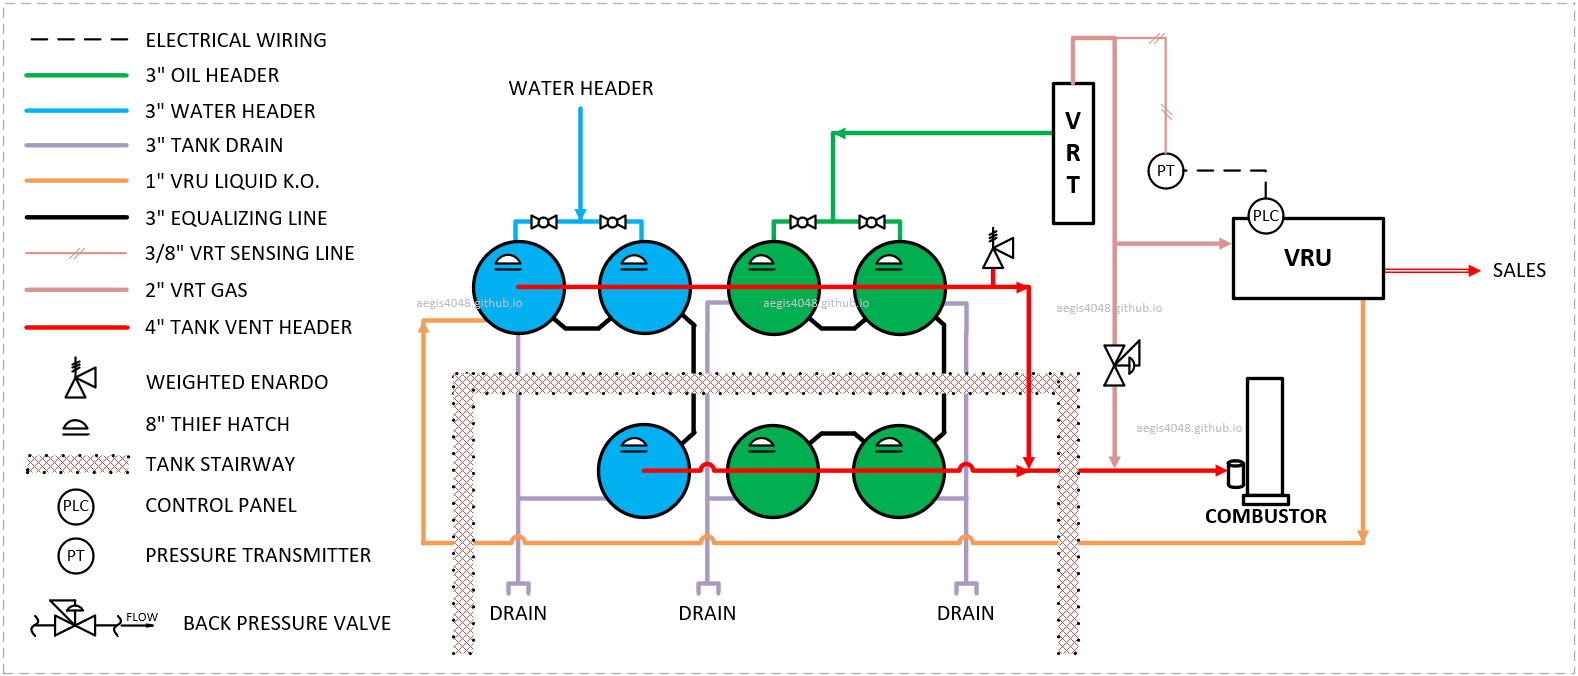 ELECTRICAL WIRING
3" OIL HEADER
3" WATER HEADER
3" TANK DRAIN
1" VRU LIQUID K.O.
3" EQUALIZING LINE
3/8" VRT SENSING LINE
2" VRT GAS
4" TANK VENT HEADER
WEIGHTED ENARDO
8" THIEF HATCH
TANK STAIRWAY
PLC
CONTROL PANEL
PT
PRESSURE TRANSMITTER
FLOW
BACK PRESSURE VALVE
WATER HEADER
V
R
T
PT
PLC
VRU
SALES
aegis4048.github.io
aegis4048.github.io
aegis4048.github.io
aegis4048.github.io
COMBUSTOR
DRAIN
DRAIN
DRAIN